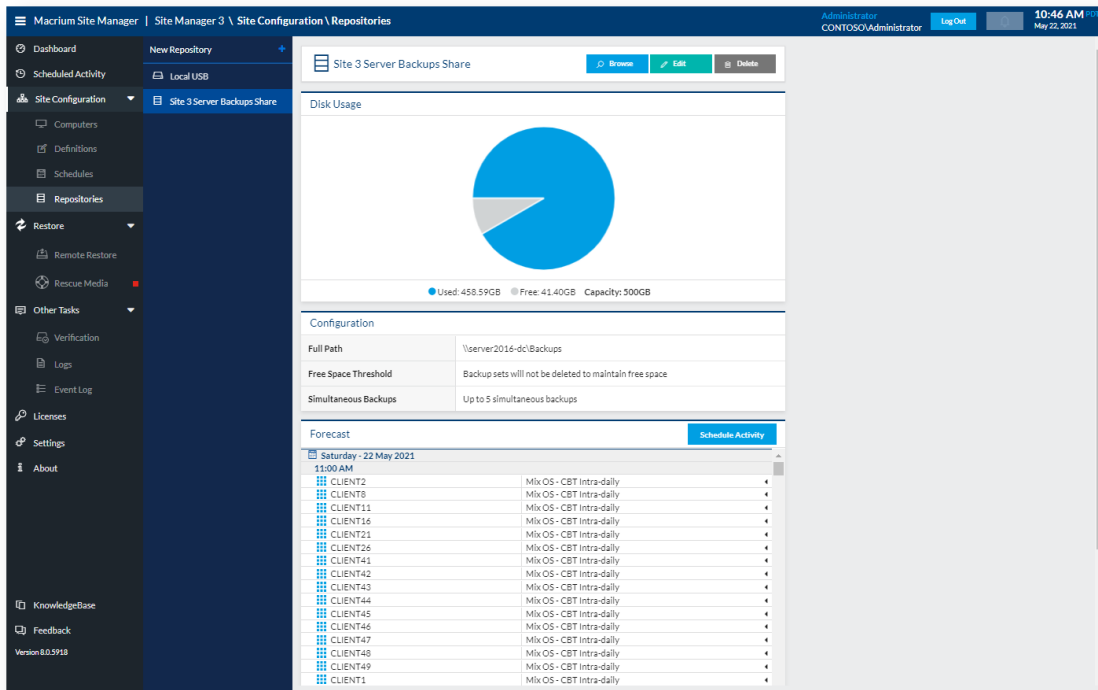 Macrium Site Manager | Site Manager 3 \ Site Configuration \ Repositories
Administrator
CONTOSO\Administrator
Log Out
0
10:46 AM PDT
May 22, 2021
Dashboard
Scheduled Activity
Site Configuration
Computers
Definitions
Schedules
Repositories
Restore
Remote Restore
Rescue Media
Other Tasks
Verification
Logs
Event Log
Licenses
Settings
About
KnowledgeBase
Feedback
Version 8.0.5918
New Repository +
Local USB
Site 3 Server Backups Share
Site 3 Server Backups Share
Browse
Edit
Delete
Disk Usage
Used: 458.59GB Free: 41.40GB Capacity: 500GB
Configuration
Full Path \\server2016-dc\Backups
Free Space Threshold Backup sets will not be deleted to maintain free space
Simultaneous Backups Up to 5 simultaneous backups
Forecast
Schedule Activity
Saturday - 22 May 2021
11:00 AM
CLIENT2 Mix OS - CBT Intra-daily
CLIENT8 Mix OS - CBT Intra-daily
CLIENT11 Mix OS - CBT Intra-daily
CLIENT16 Mix OS - CBT Intra-daily
CLIENT21 Mix OS - CBT Intra-daily
CLIENT26 Mix OS - CBT Intra-daily
CLIENT41 Mix OS - CBT Intra-daily
CLIENT42 Mix OS - CBT Intra-daily
CLIENT43 Mix OS - CBT Intra-daily
CLIENT44 Mix OS - CBT Intra-daily
CLIENT45 Mix OS - CBT Intra-daily
CLIENT46 Mix OS - CBT Intra-daily
CLIENT47 Mix OS - CBT Intra-daily
CLIENT48 Mix OS - CBT Intra-daily
CLIENT49 Mix OS - CBT Intra-daily
CLIENT1 Mix OS - CBT Intra-daily